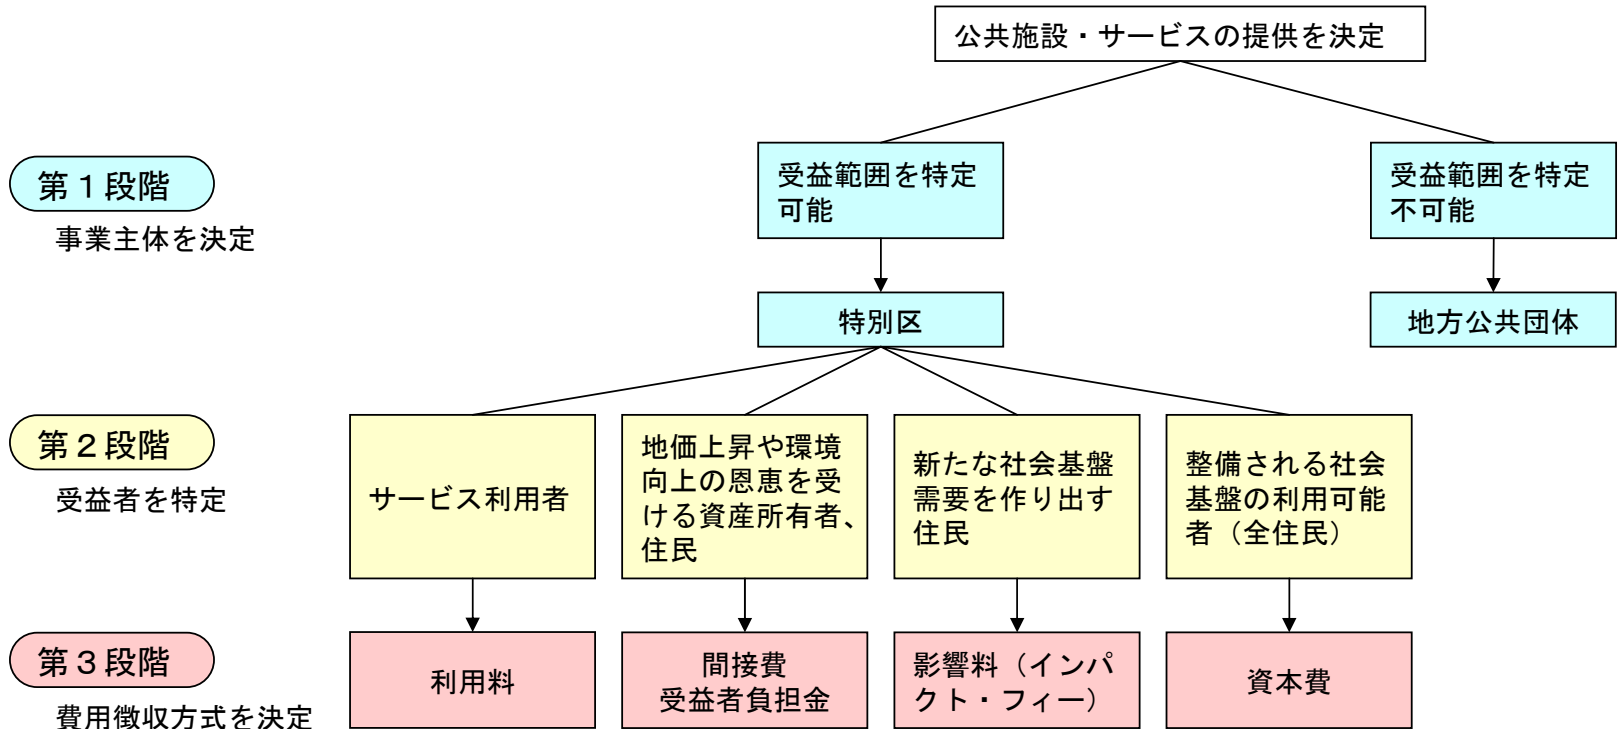 公共施設・サービスの提供を決定
第１段階
事業主体を決定
受益範囲を特定
可能
受益範囲を特定
不可能
特別区
地方公共団体
第２段階
受益者を特定
サービス利用者
地価上昇や環境
向上の恩恵を受
ける資産所有者、
住民
新たな社会基盤
需要を作り出す
住民
整備される社会
基盤の利用可能
者（全住民）
第３段階
費用徴収方式を決定
利用料
間接費
受益者負担金
影響料（インパ
クト・フィー）
資本費